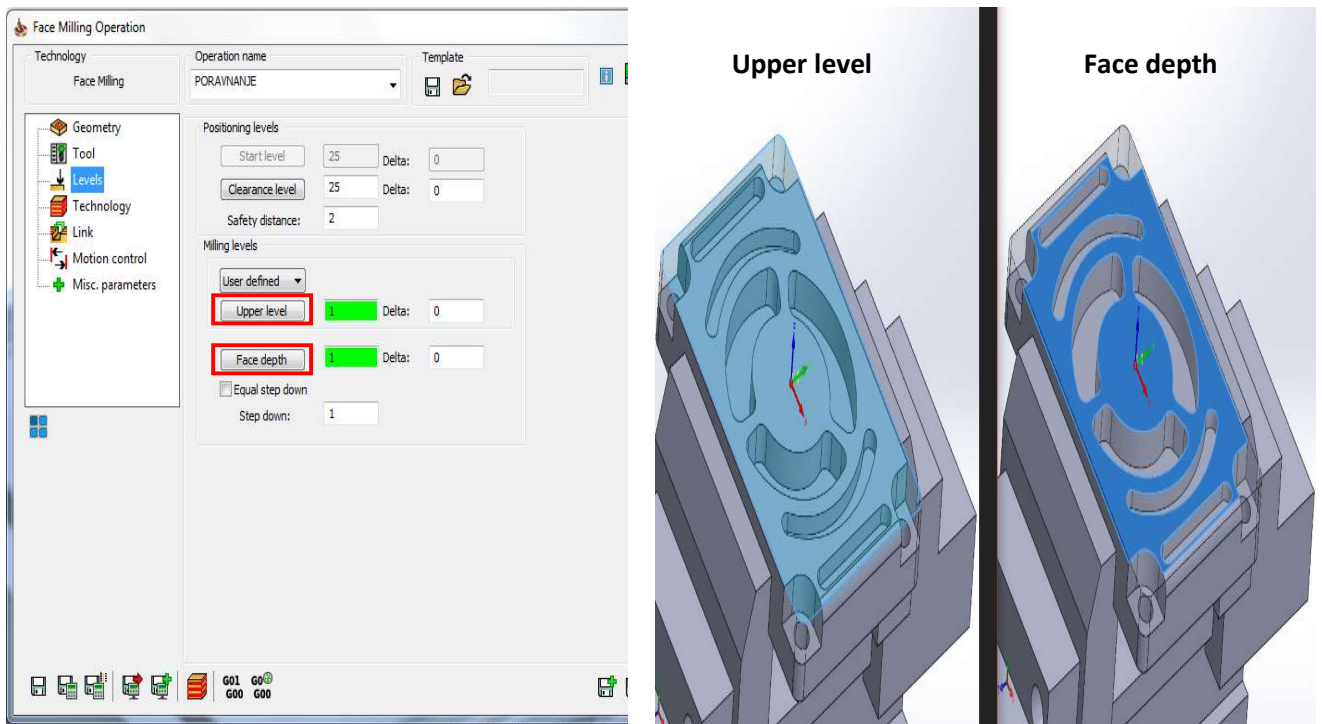 Face Milling Operation
Technology
Face Milling
Operation name
PORAVNANJE
Template
Geometry
Tool
Levels
Technology
Link
Motion control
Misc. parameters
Positioning levels
Start level 25 Delta: 0
Clearance level 25 Delta: 0
Safety distance: 2
Milling levels
User defined
Upper level 1 Delta: 0
Face depth 1 Delta: 0
Equal step down
Step down: 1
G01 G0
G00 G00
Upper level
Face depth